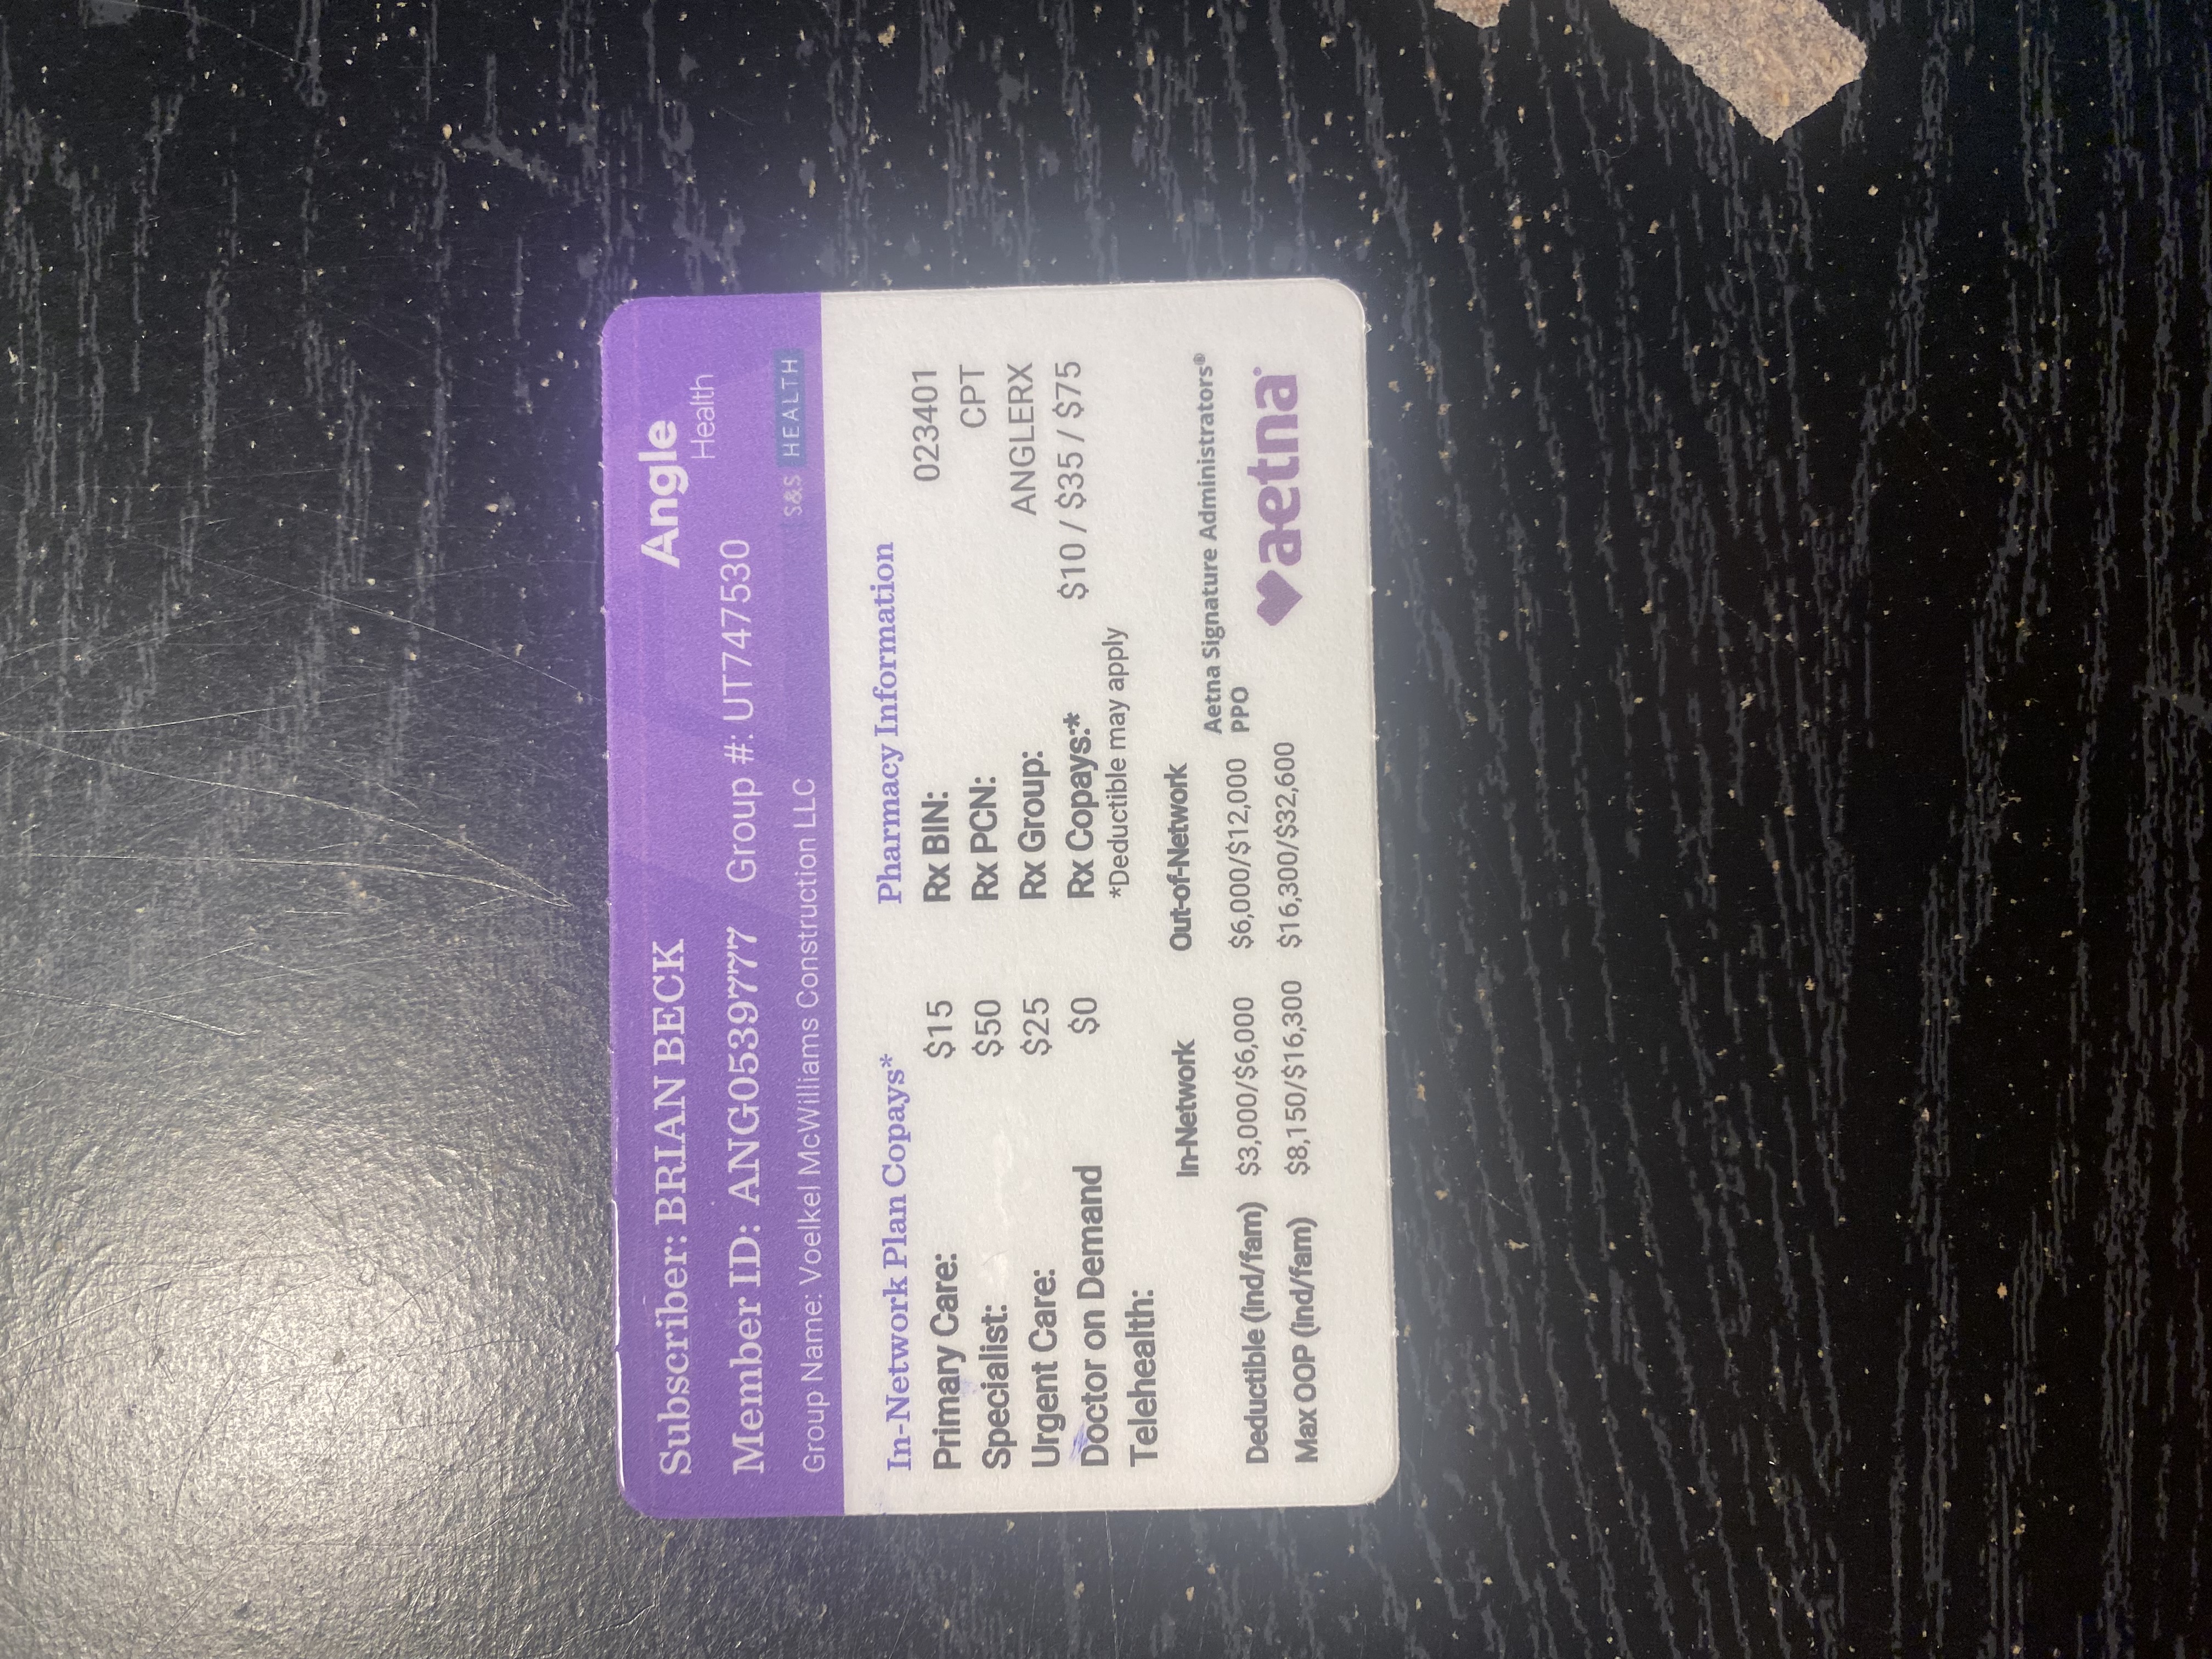 Subscriber: BRIAN BECK
Angle
Health
Member ID: ANG0539777 Group #: UT747530
Group Name: Voelkel McWilliams Construction LLC
S&S HEALTH
In-Network Plan Copays*
Primary Care: $15
Specialist: $50
Urgent Care: $25
Doctor on Demand $0
Telehealth:
Pharmacy Information
Rx BIN: 023401
Rx PCN: CPT
Rx Group: ANGLERX
Rx Copays:* $10 / $35 / $75
*Deductible may apply
In-Network Out-of-Network
Deductible (ind/fam) $3,000/$6,000 $6,000/$12,000
Max OOP (ind/fam) $8,150/$16,300 $16,300/$32,600
Aetna Signature Administrators®
PPO
aetna